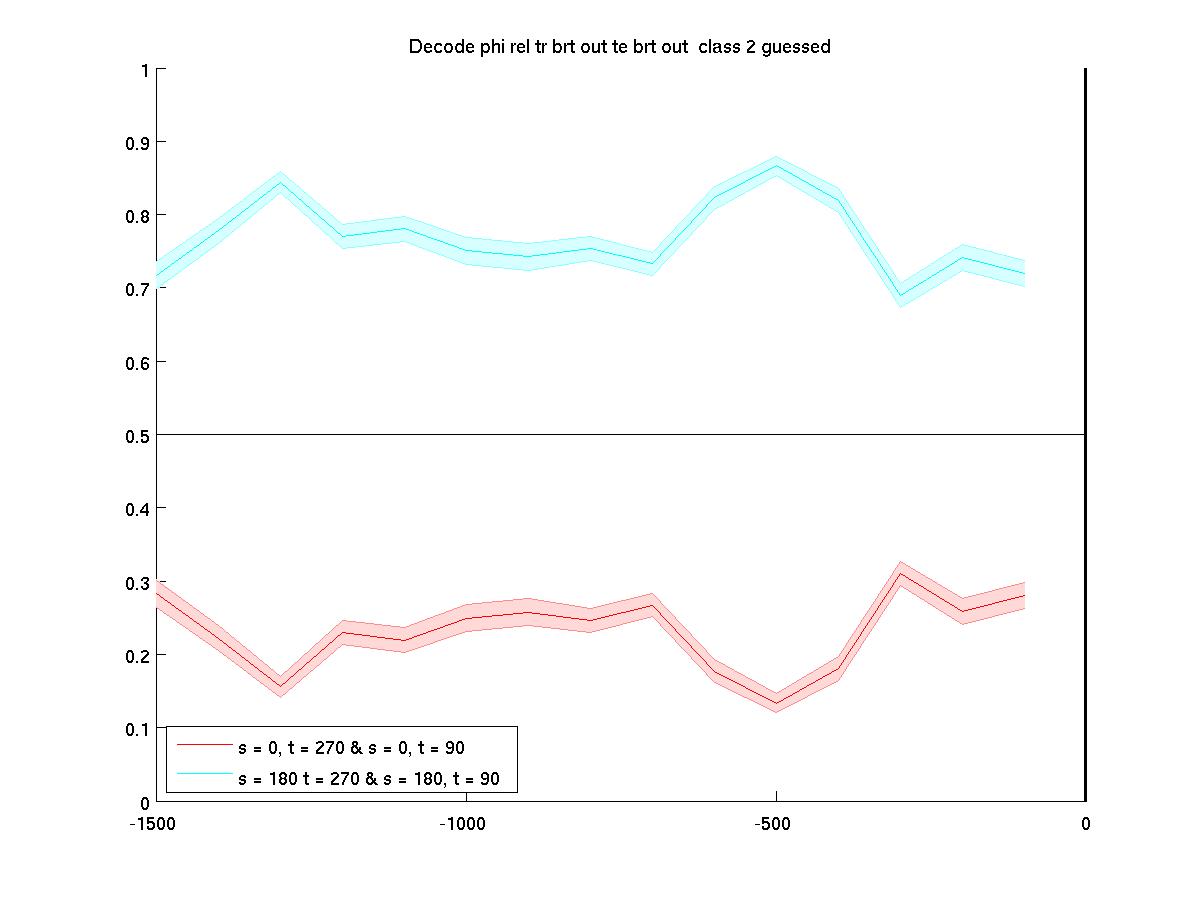 Decode phi rel tr brt out te brt out  class 2 guessed
1
0.9
0.8
0.7
0.6
0.5
0.4
0.3
0.2
0.1
0
s = 0, t = 270 & s = 0, t = 90
s = 180 t = 270 & s = 180, t = 90
-1500 -1000 -500 0